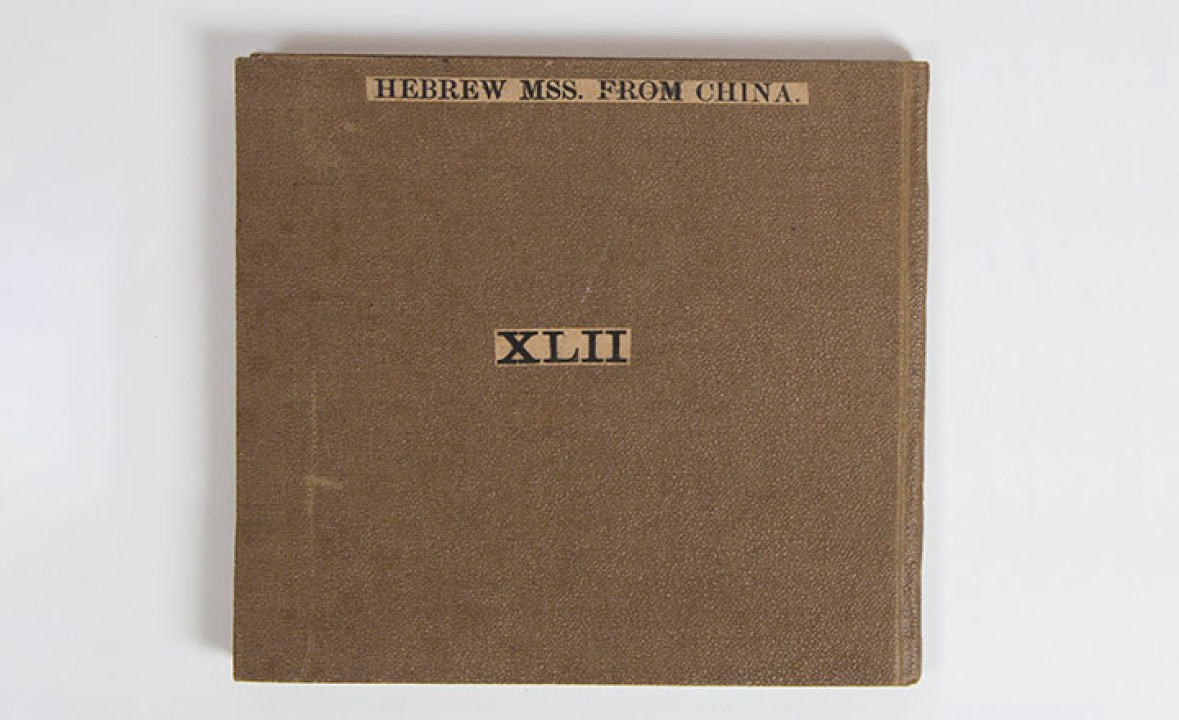 HEBREW MSS. FROM CHINA.
XLII